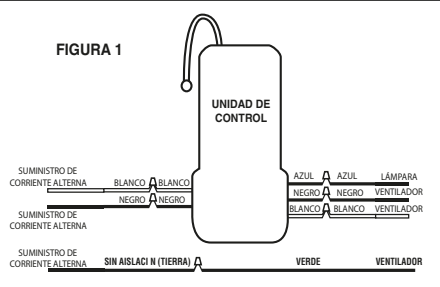 FIGURA 1
UNIDAD DE
CONTROL
SUMINISTRO DE
CORRIENTE ALTERNA
BLANCO BLANCO
NEGRO NEGRO
SUMINISTRO DE
CORRIENTE ALTERNA
AZUL AZUL LÁMPARA
NEGRO NEGRO VENTILADOR
BLANCO BLANCO VENTILADOR
SUMINISTRO DE
CORRIENTE ALTERNA
SIN AISLACI N (TIERRA) VERDE VENTILADOR